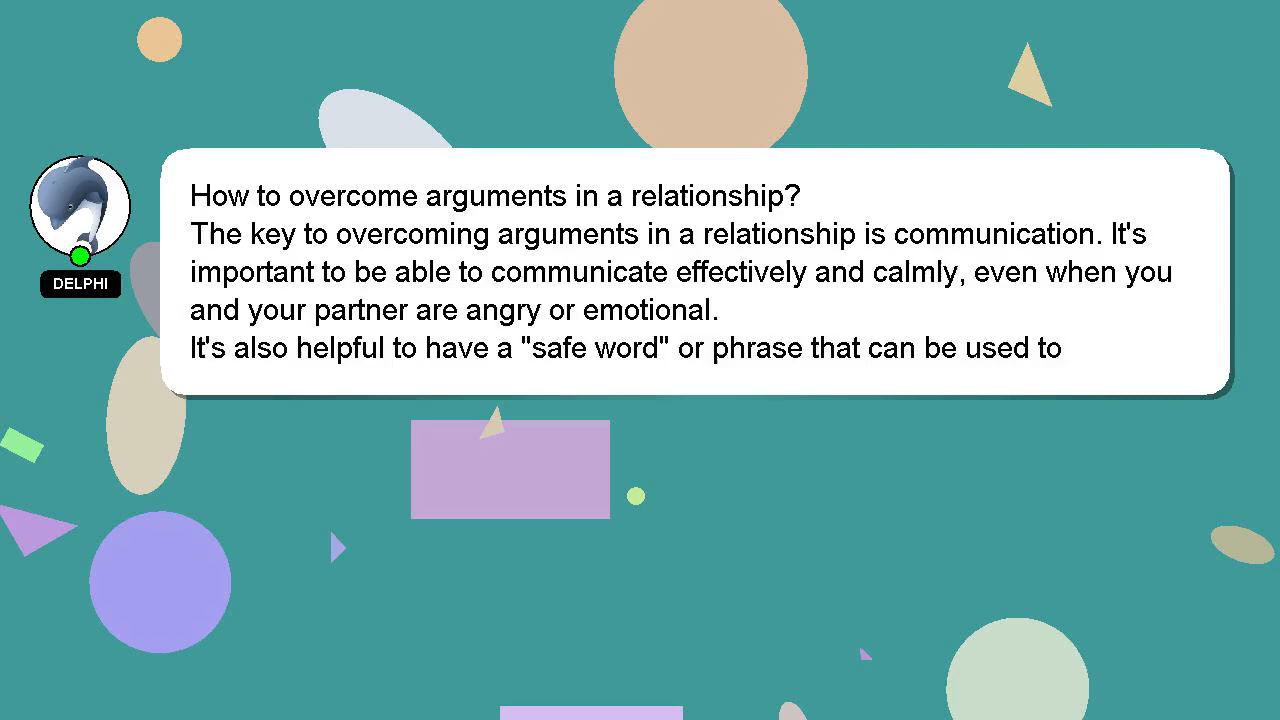 How to overcome arguments in a relationship?
The key to overcoming arguments in a relationship is communication. It's
important to be able to communicate effectively and calmly, even when you
and your partner are angry or emotional.
It's also helpful to have a "safe word" or phrase that can be used to
DELPHI